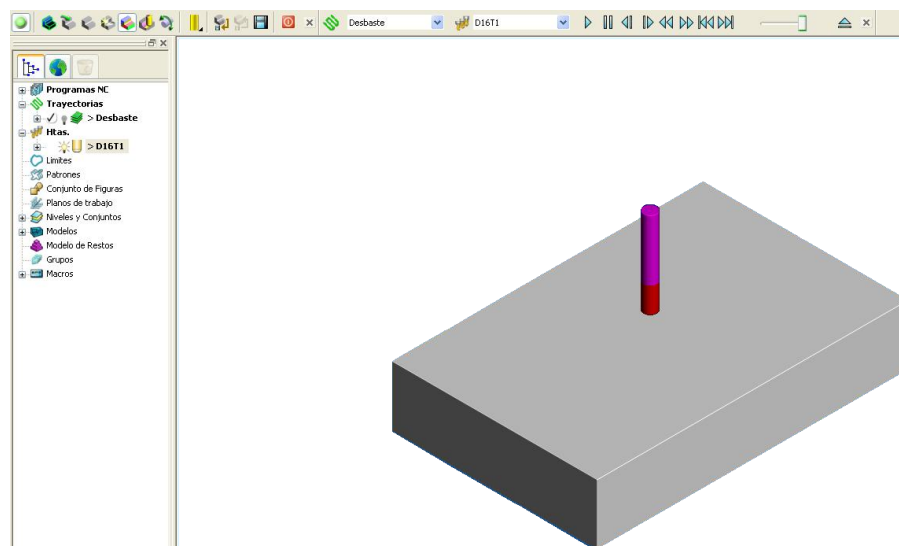 Desbaste D16T1
Programas NC
Trayectorias
> Desbaste
Htas.
> D16T1
Limites
Patrones
Conjunto de Figuras
Planos de trabajo
Niveles y Conjuntos
Modelos
Modelo de Restos
Grupos
Macros